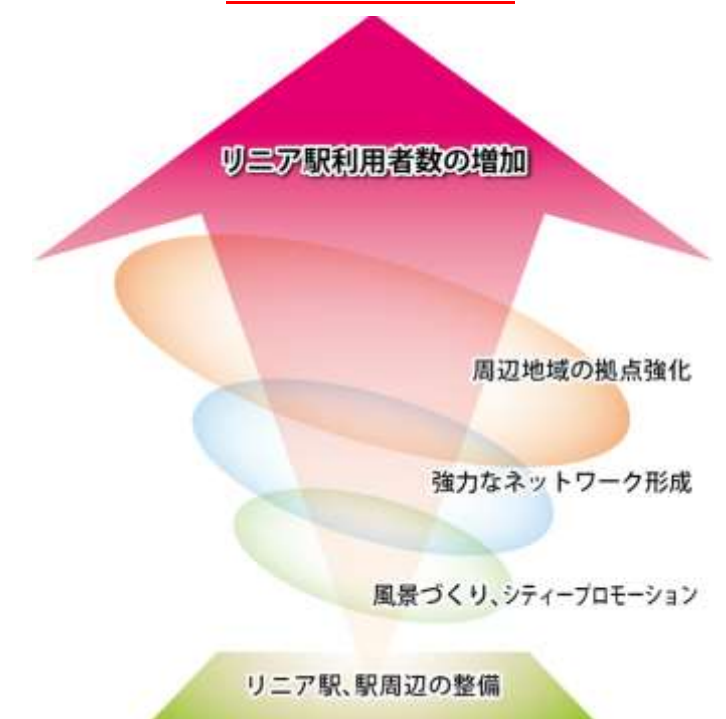 リニア駅利用者数の増加
周辺地域の拠点強化
強力なネットワーク形成
風景づくり、シティープロモーション
リニア駅、駅周辺の整備